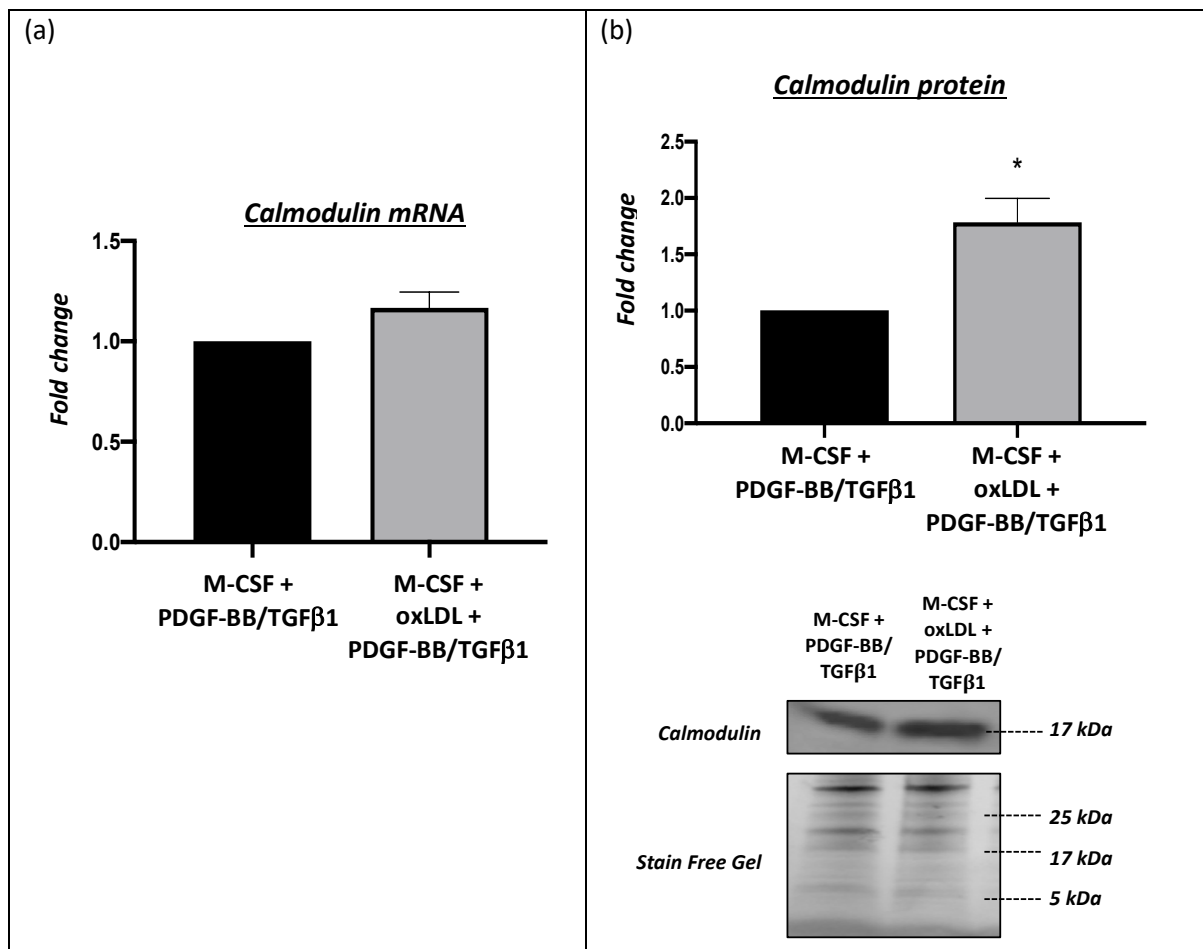 (a)
Calmodulin mRNA
Fold change
1.5
1.0
0.5
0.0
M-CSF +
PDGF-BB/TGFβ1
M-CSF +
oxLDL +
PDGF-BB/TGFβ1
(b)
Calmodulin protein
Fold change
2.5
2.0
1.5
1.0
0.5
0.0
*
M-CSF +
PDGF-BB/TGFβ1
M-CSF +
oxLDL +
PDGF-BB/TGFβ1
M-CSF +
PDGF-BB/
TGFβ1
M-CSF +
oxLDL +
PDGF-BB/
TGFβ1
Calmodulin
17 kDa
Stain Free Gel
25 kDa
17 kDa
5 kDa